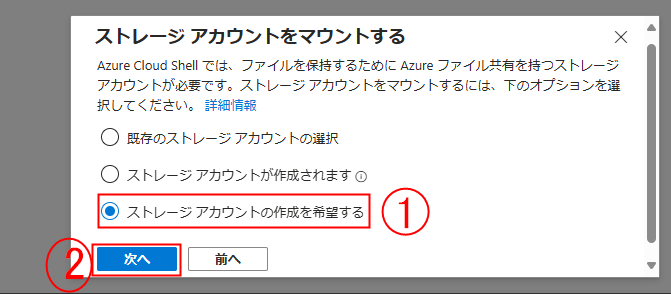 ストレージ アカウントをマウントする
Azure Cloud Shell では、ファイルを保持するために Azure ファイル共有を持つストレージ
アカウントが必要です。ストレージ アカウントをマウントするには、下のオプションを選
択してください。 詳細情報
既存のストレージ アカウントの選択
ストレージ アカウントが作成されます
ストレージ アカウントの作成を希望する
①
②
次へ
前へ